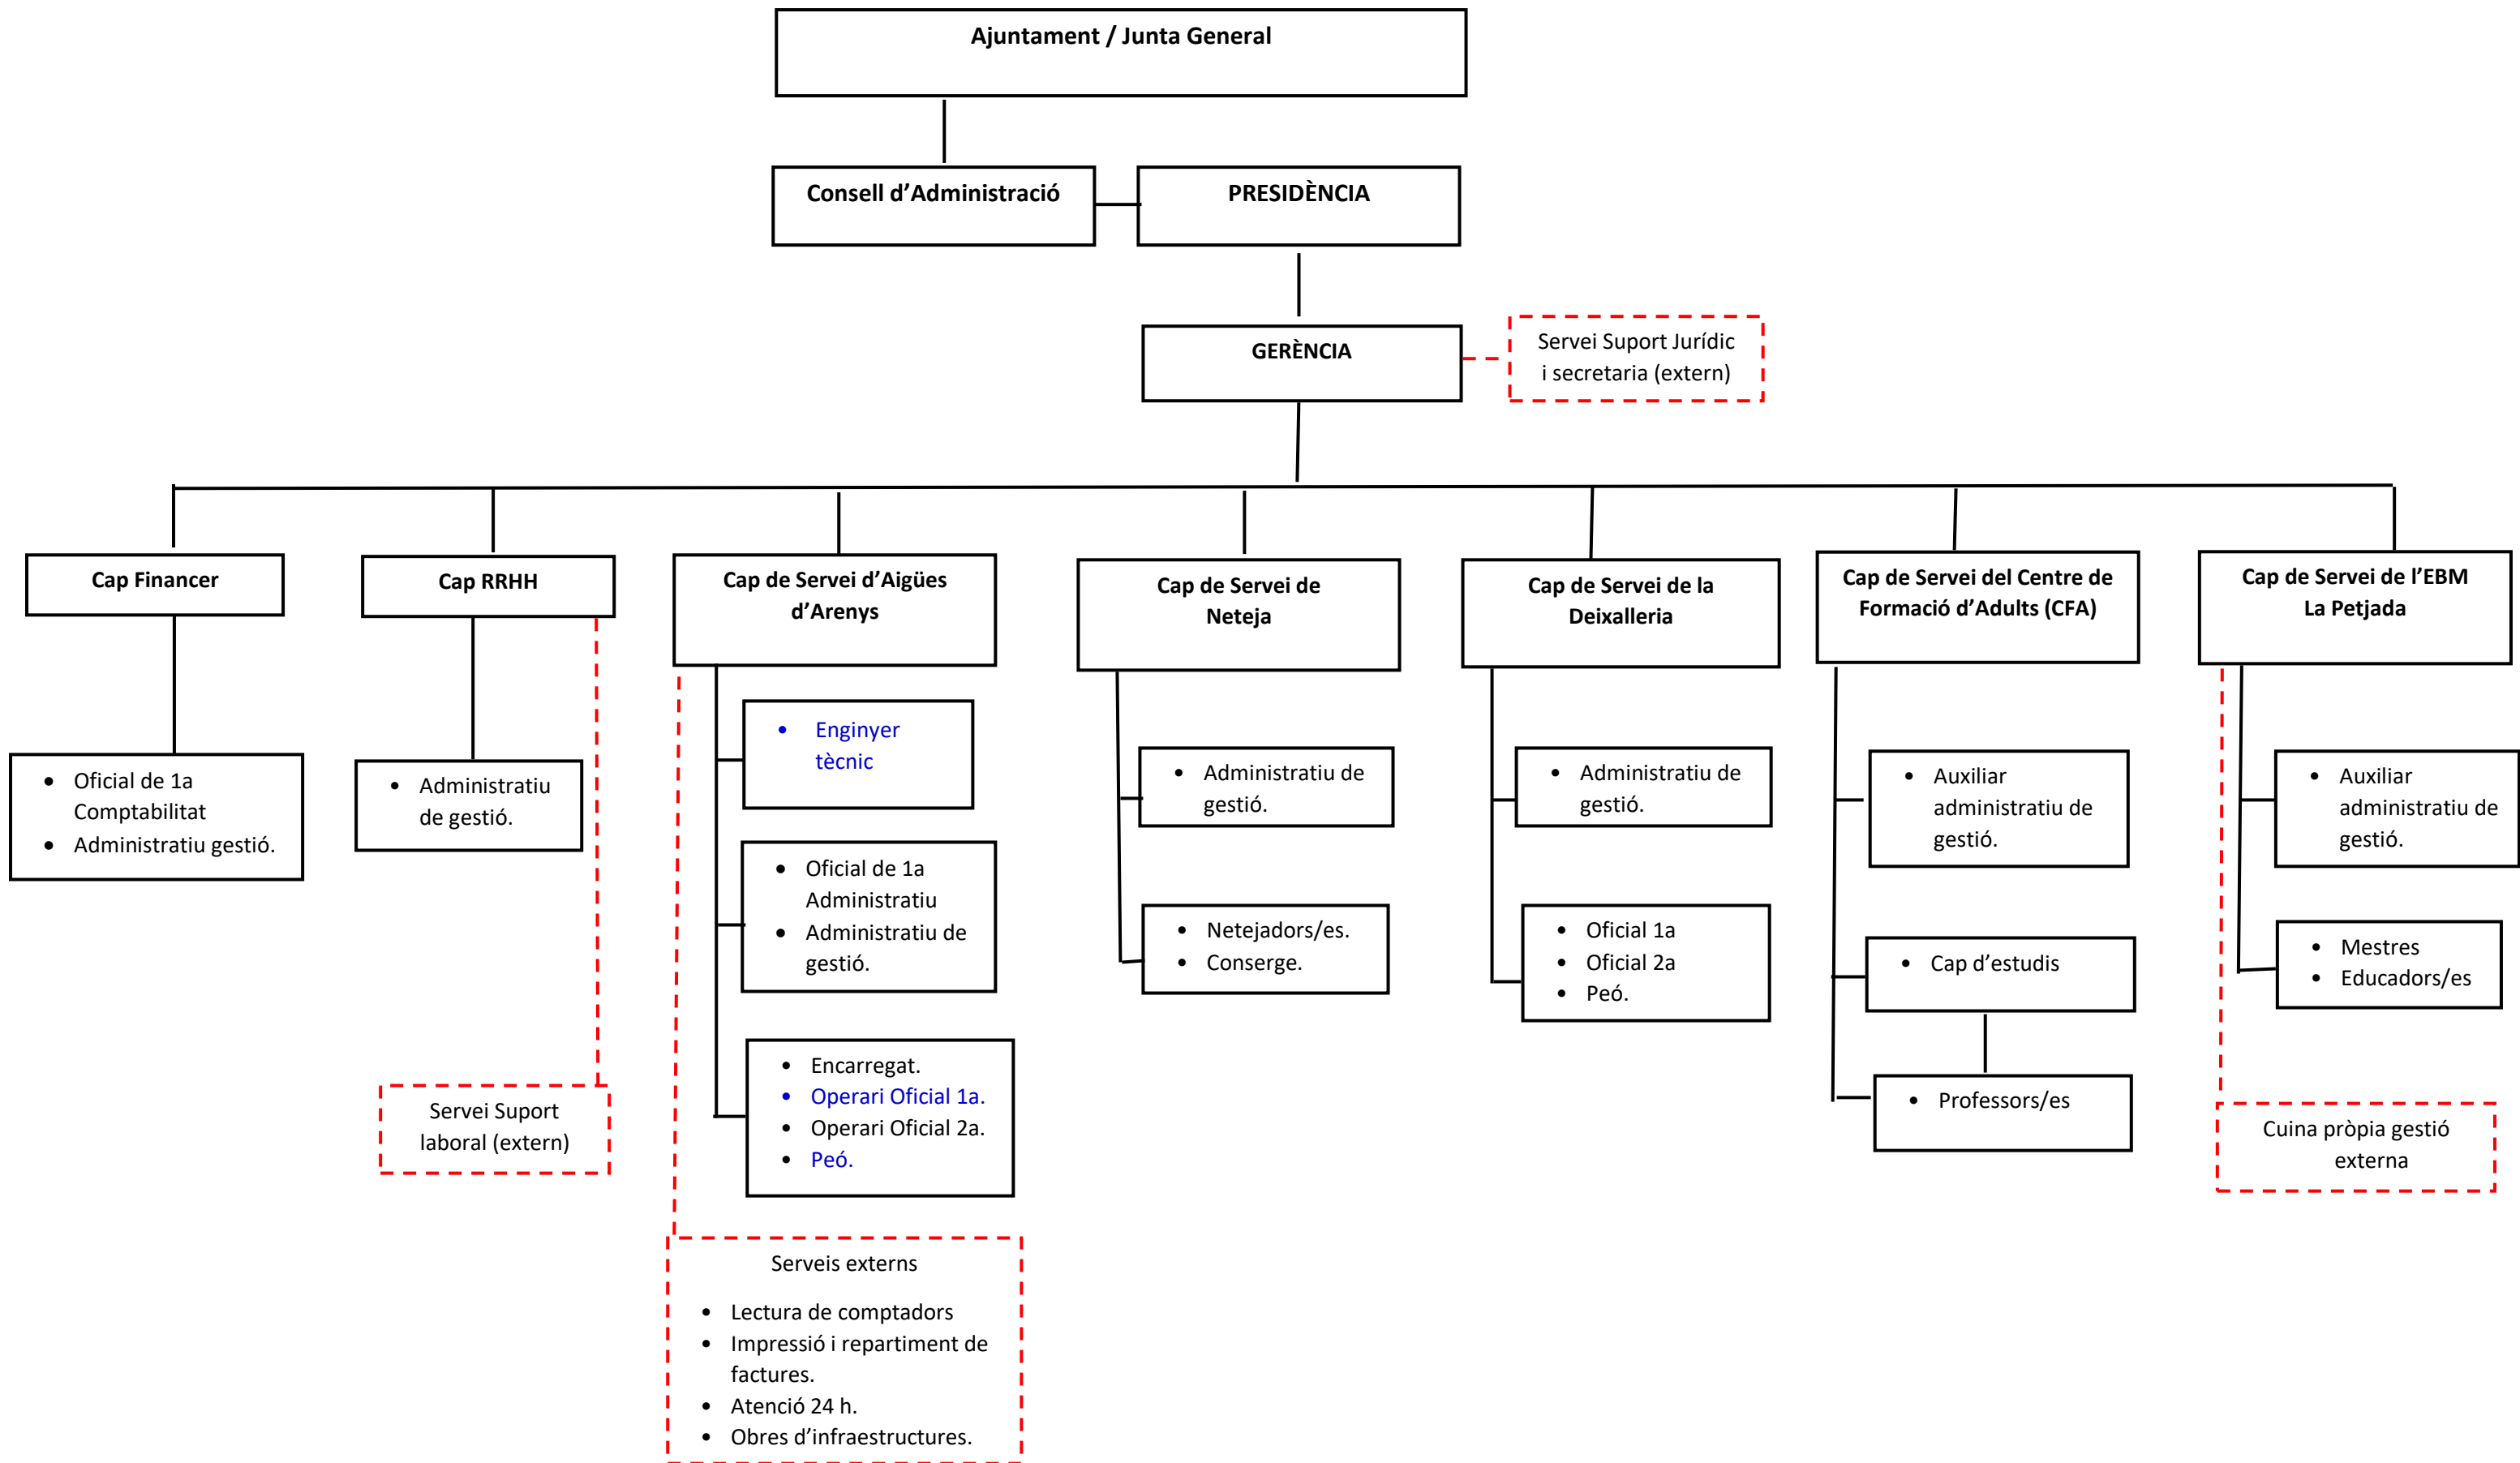 Ajuntament / Junta General
Consell d’Administració
PRESIDÈNCIA
GERÈNCIA
Servei Suport Jurídic
i secretaria (extern)
Cap Financer
Cap RRHH
Cap de Servei d’Aigües
d’Arenys
Cap de Servei de
Neteja
Cap de Servei de la
Deixalleria
Cap de Servei del Centre de
Formació d’Adults (CFA)
Cap de Servei de l’EBM
La Petjada
• Oficial de 1a
Comptabilitat
• Administratiu gestió.
• Administratiu
de gestió.
Servei Suport
laboral (extern)
• Enginyer
tècnic
• Oficial de 1a
Administratiu
• Administratiu de
gestió.
• Encarregat.
• Operari Oficial 1a.
• Operari Oficial 2a.
• Peó.
Serveis externs
• Lectura de comptadors
• Impressió i repartiment de
factures.
• Atenció 24 h.
• Obres d’infraestructures.
• Administratiu de
gestió.
• Netejadors/es.
• Conserge.
• Administratiu de
gestió.
• Oficial 1a
• Oficial 2a
• Peó.
• Auxiliar
administratiu de
gestió.
• Cap d’estudis
• Professors/es
• Auxiliar
administratiu de
gestió.
• Mestres
• Educadors/es
Cuina pròpia gestió
externa